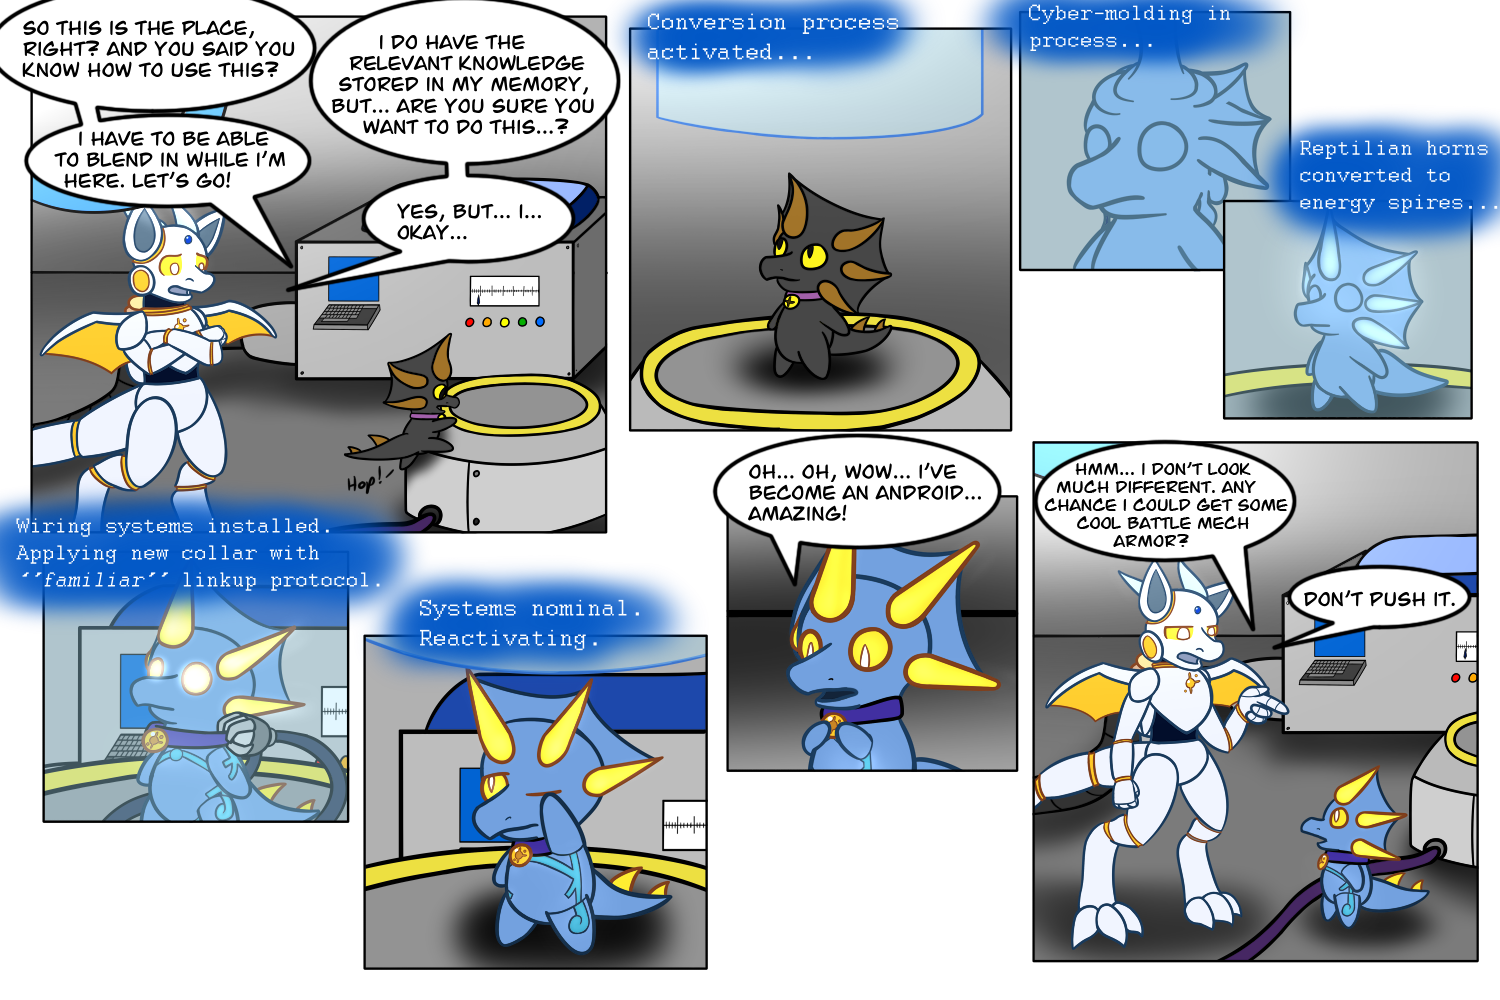 SO THIS IS THE PLACE,
RIGHT? AND YOU SAID YOU
KNOW HOW TO USE THIS?
I DO HAVE THE
RELEVANT KNOWLEDGE
STORED IN MY MEMORY,
BUT... ARE YOU SURE YOU
WANT TO DO THIS...?
I HAVE TO BE ABLE
TO BLEND IN WHILE I'M
HERE. LET'S GO!
YES, BUT... I...
OKAY...
Hop!
Conversion process
activated...
Cyber-molding in
process...
Reptilian horns
converted to
energy spires...
Wiring systems installed.
Applying new collar with
''familiar'' linkup protocol.
Systems nominal.
Reactivating.
OH... OH, WOW... I'VE
BECOME AN ANDROID...
AMAZING!
HMM... I DON'T LOOK
MUCH DIFFERENT. ANY
CHANCE I COULD GET SOME
COOL BATTLE MECH
ARMOR?
DON'T PUSH IT.